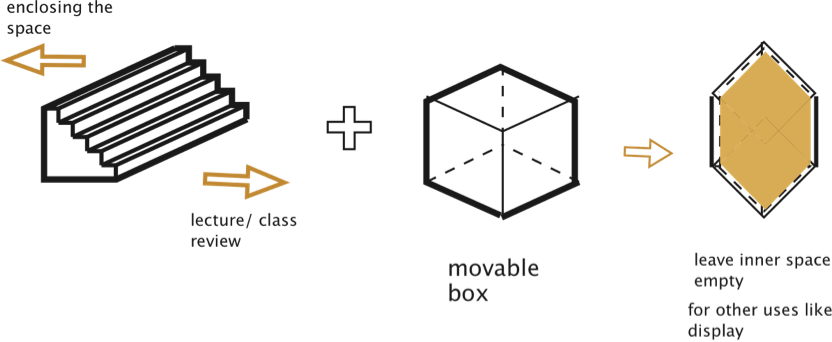 enclosing the
space
lecture/ class
review
movable
box
leave inner space
empty
for other uses like
display